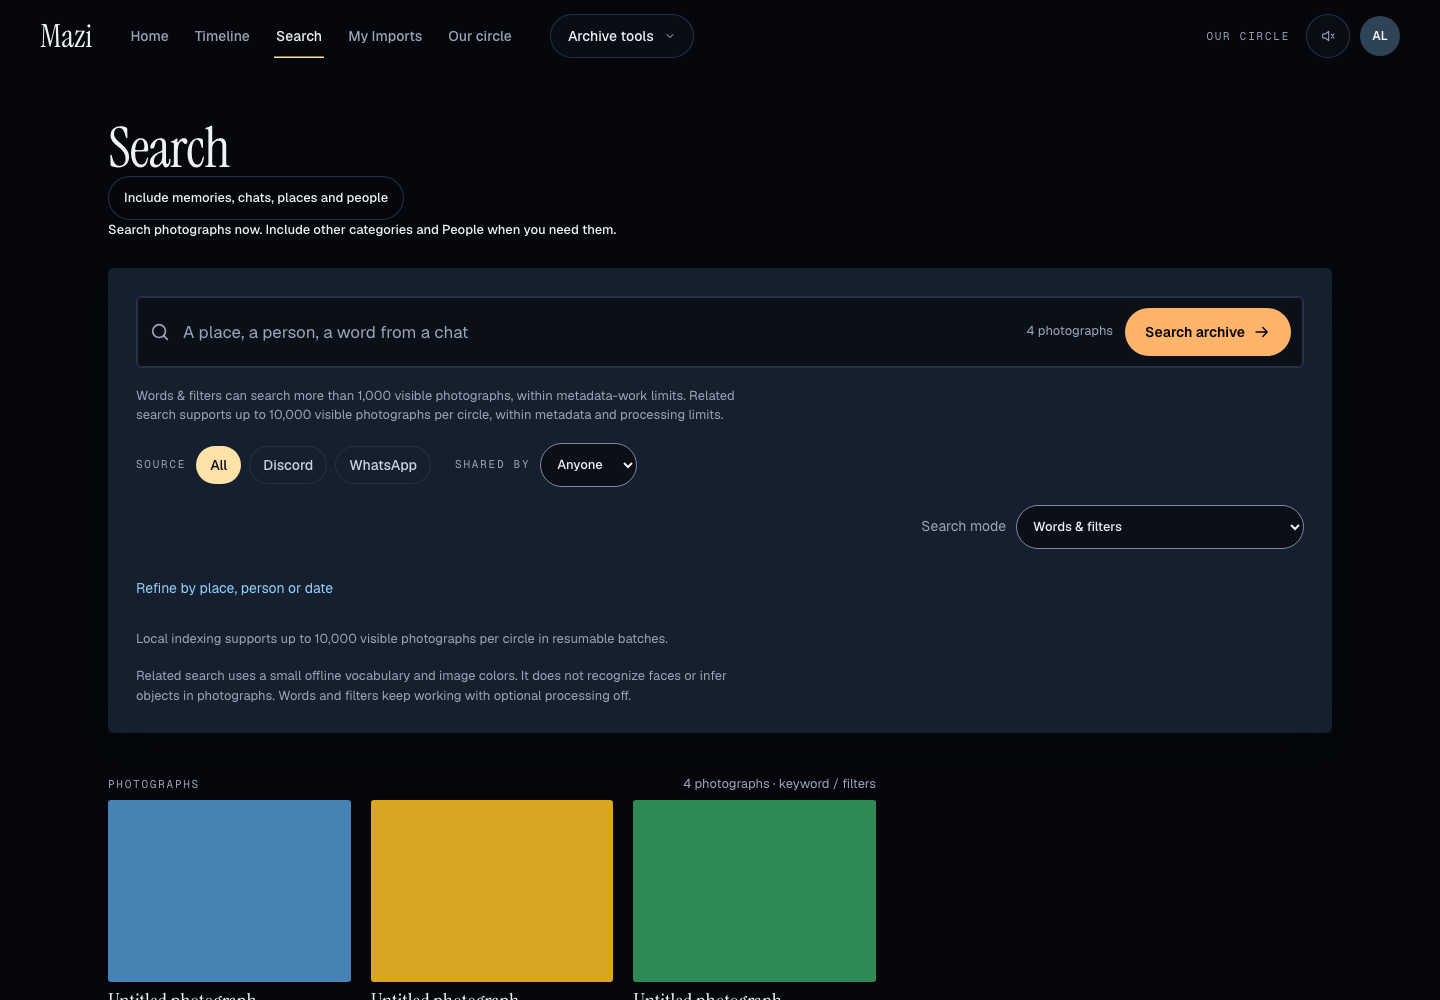 Mazi
Home
Timeline
Search
My Imports
Our circle
Archive tools
OUR CIRCLE
AL
Search
Include memories, chats, places and people
Search photographs now. Include other categories and People when you need them.
A place, a person, a word from a chat
4 photographs
Search archive
Words & filters can search more than 1,000 visible photographs, within metadata-work limits. Related
search supports up to 10,000 visible photographs per circle, within metadata and processing limits.
SOURCE
All
Discord
WhatsApp
SHARED BY
Anyone
Search mode
Words & filters
Refine by place, person or date
Local indexing supports up to 10,000 visible photographs per circle in resumable batches.
Related search uses a small offline vocabulary and image colors. It does not recognize faces or infer
objects in photographs. Words and filters keep working with optional processing off.
PHOTOGRAPHS
4 photographs · keyword / filters
Untitled photograph
Untitled photograph
Untitled photograph